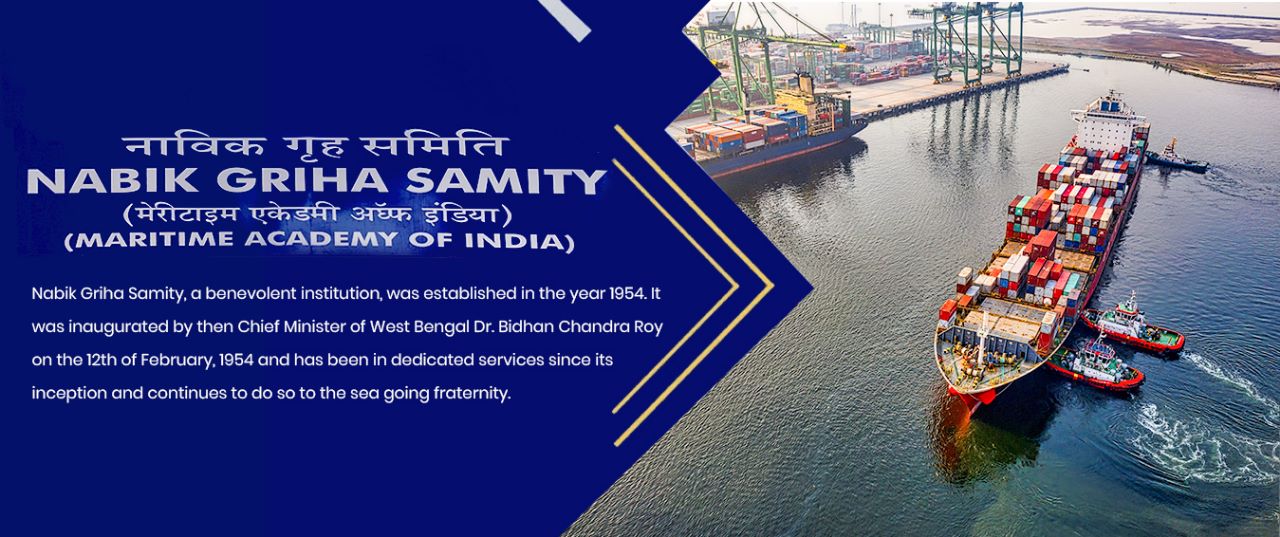 नाविक गृह समिति
NABIK GRIHA SAMITY
(मेरीटाइम एकेडमी अॅफ इंडिया)
(MARITIME ACADEMY OF INDIA)
Nabik Griha Samity, a benevolent institution, was established in the year 1954. It
was inaugurated by then Chief Minister of West Bengal Dr. Bidhan Chandra Roy
on the 12th of February, 1954 and has been in dedicated services since its
inception and continues to do so to the sea going fraternity.